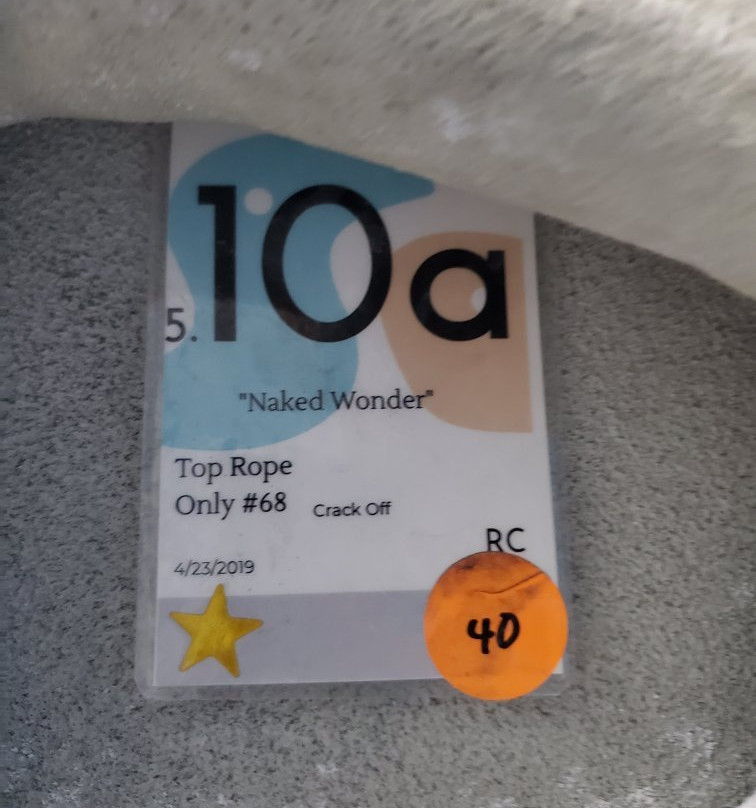 5.10a
"Naked Wonder"
Top Rope
Only #68 Crack Off
RC
4/23/2019
40